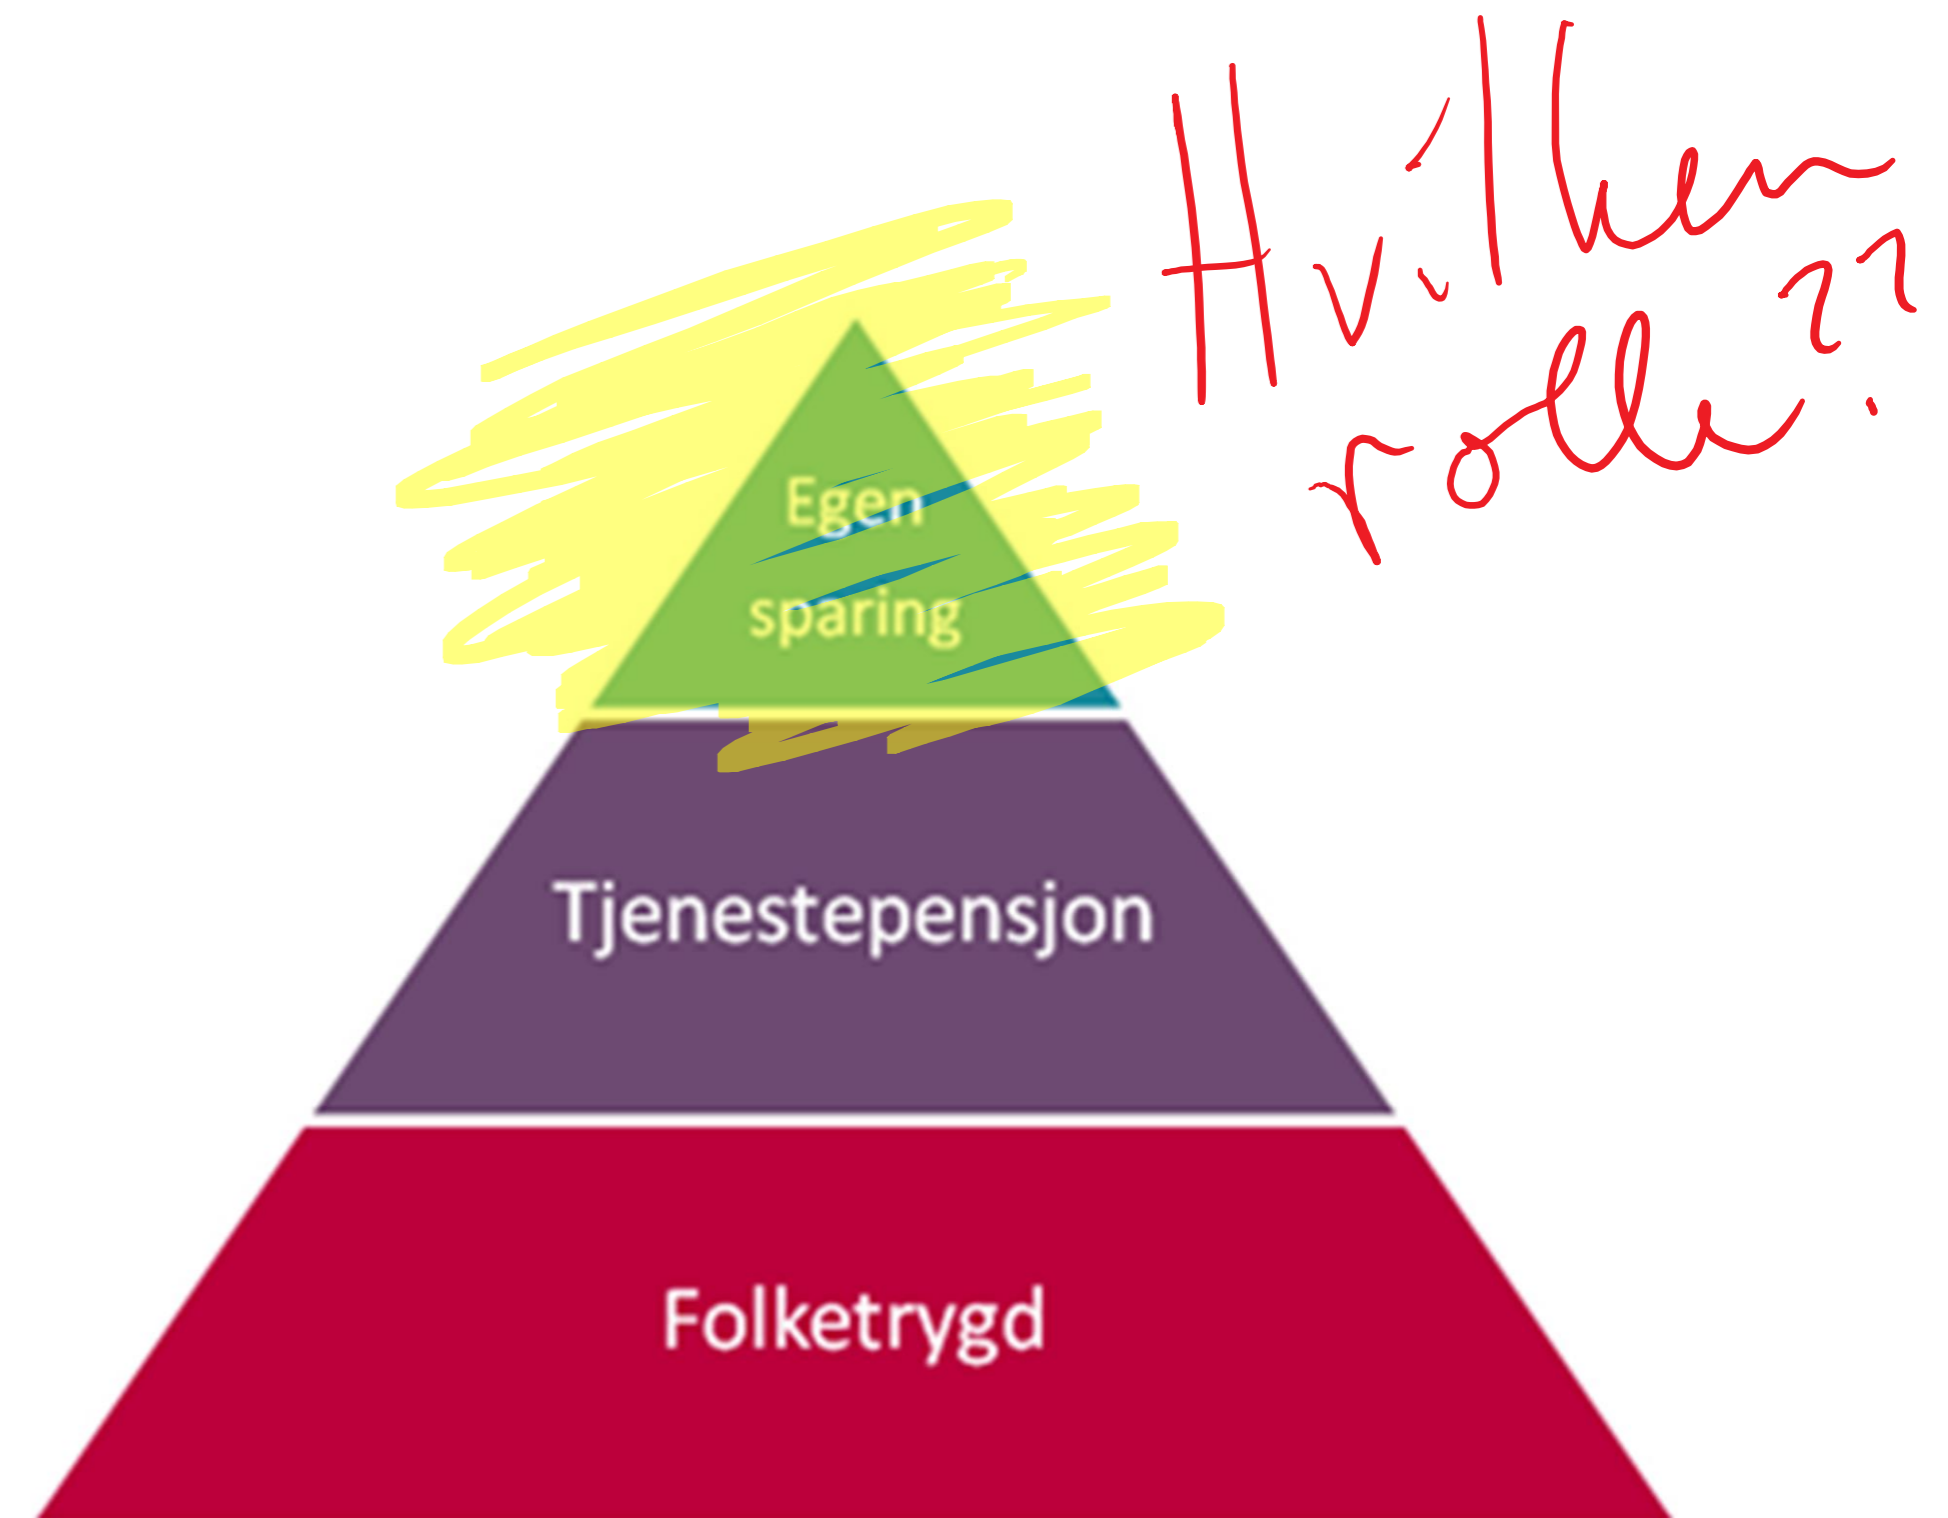 Hvilken
rolle??
Egen
sparing
Tjenestepensjon
Folketrygd